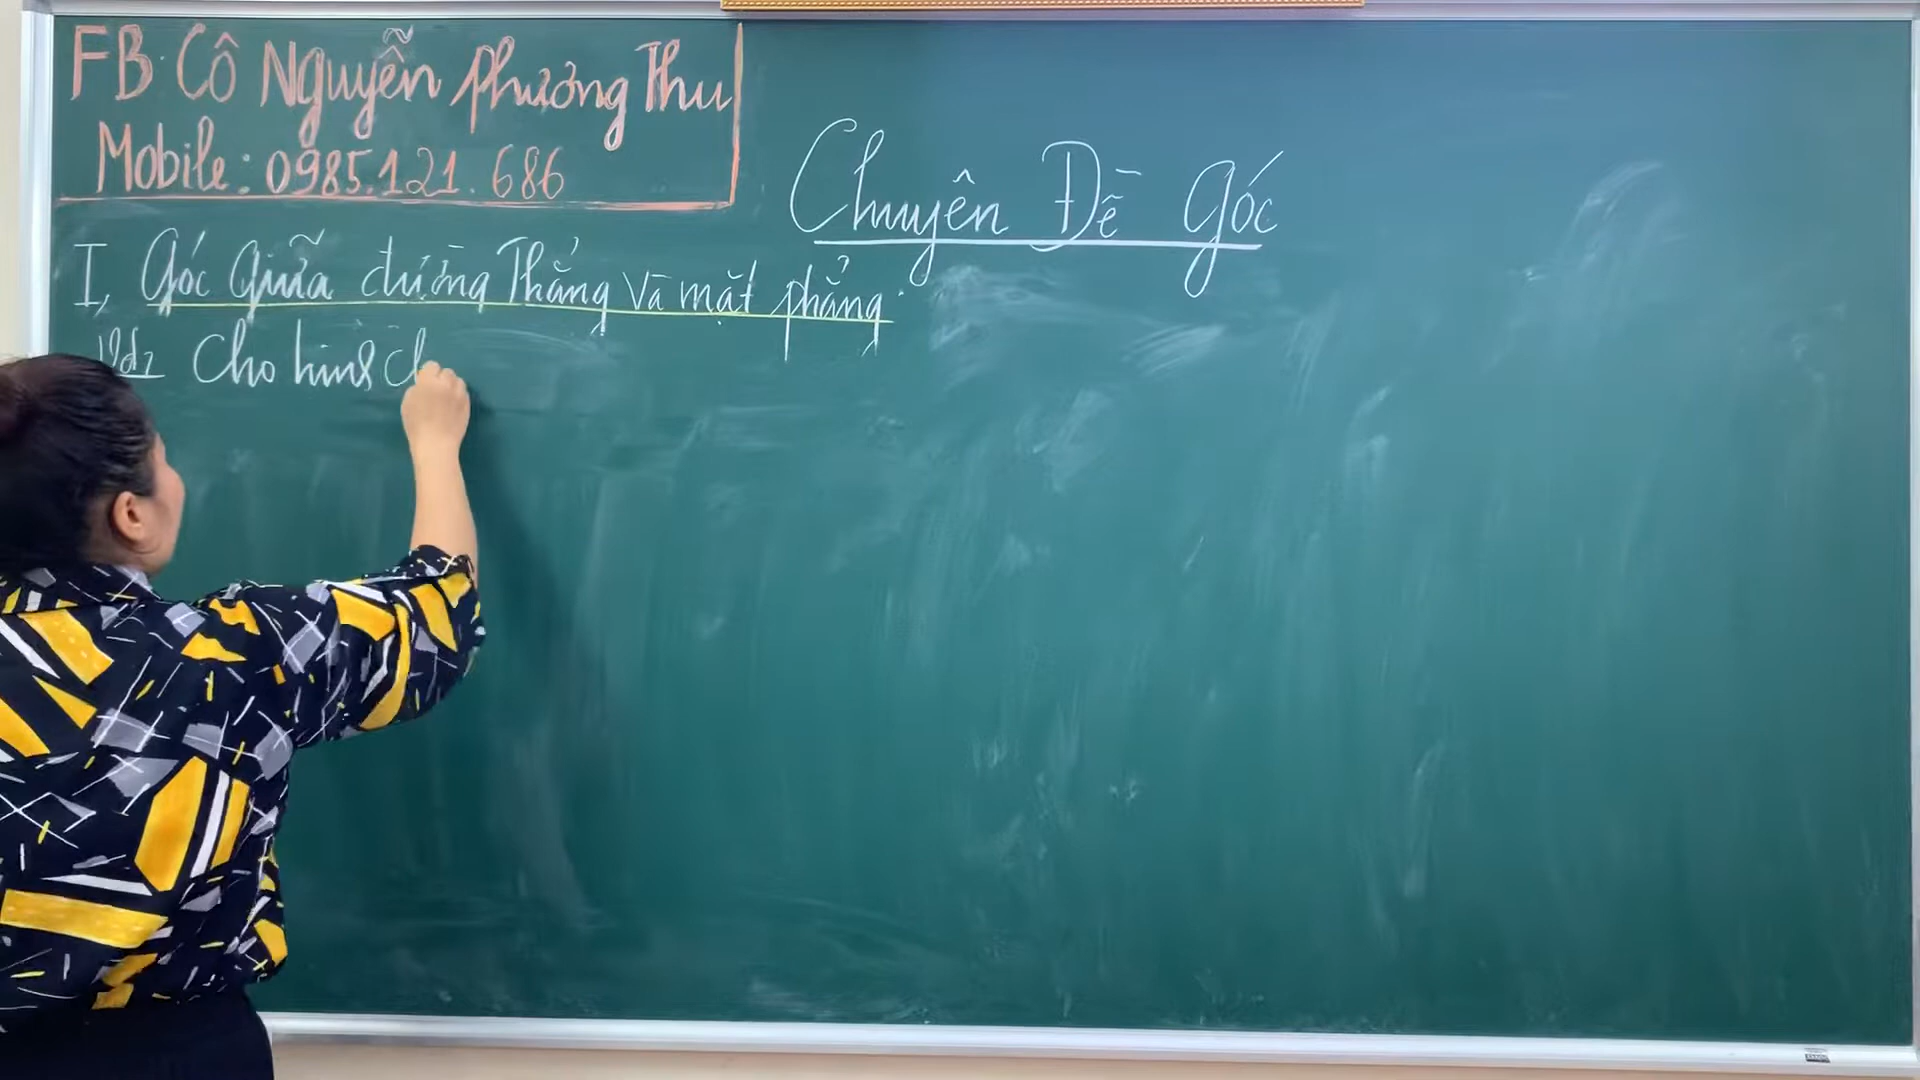 FB: Cô Nguyễn Phương Thu
Mobile: 0985.121.686
Chuyên Đề Góc
I, Góc Giữa đường Thẳng Và mặt phẳng.
Vd1 Cho hình ch